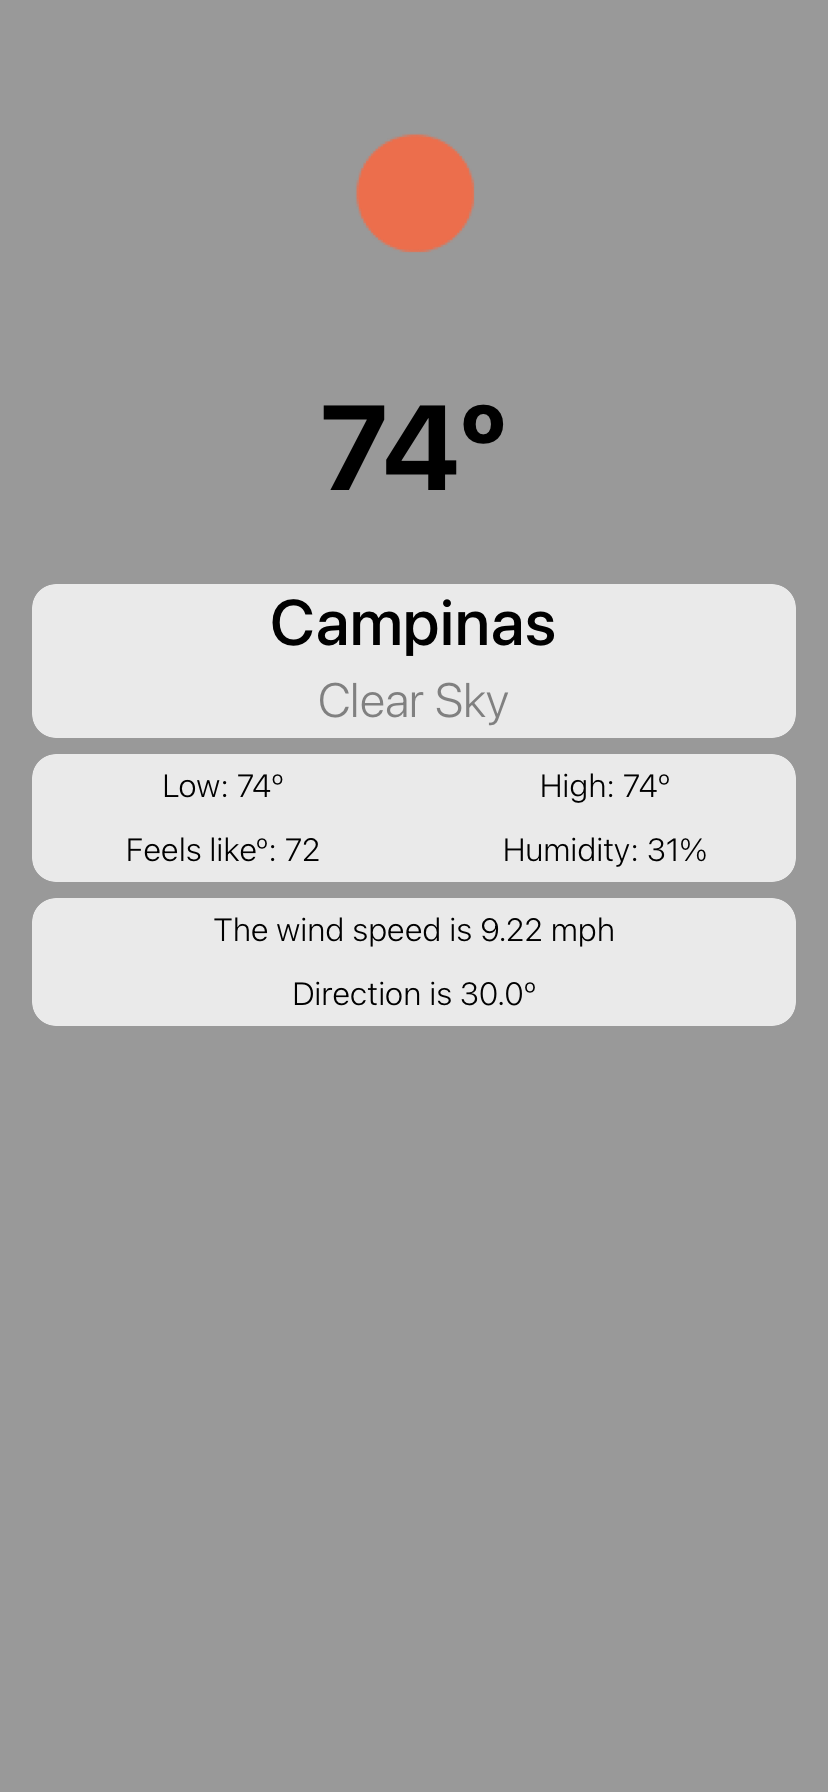 74º
Campinas
Clear Sky
Low: 74º
High: 74º
Feels likeº: 72
Humidity: 31%
The wind speed is 9.22 mph
Direction is 30.0º